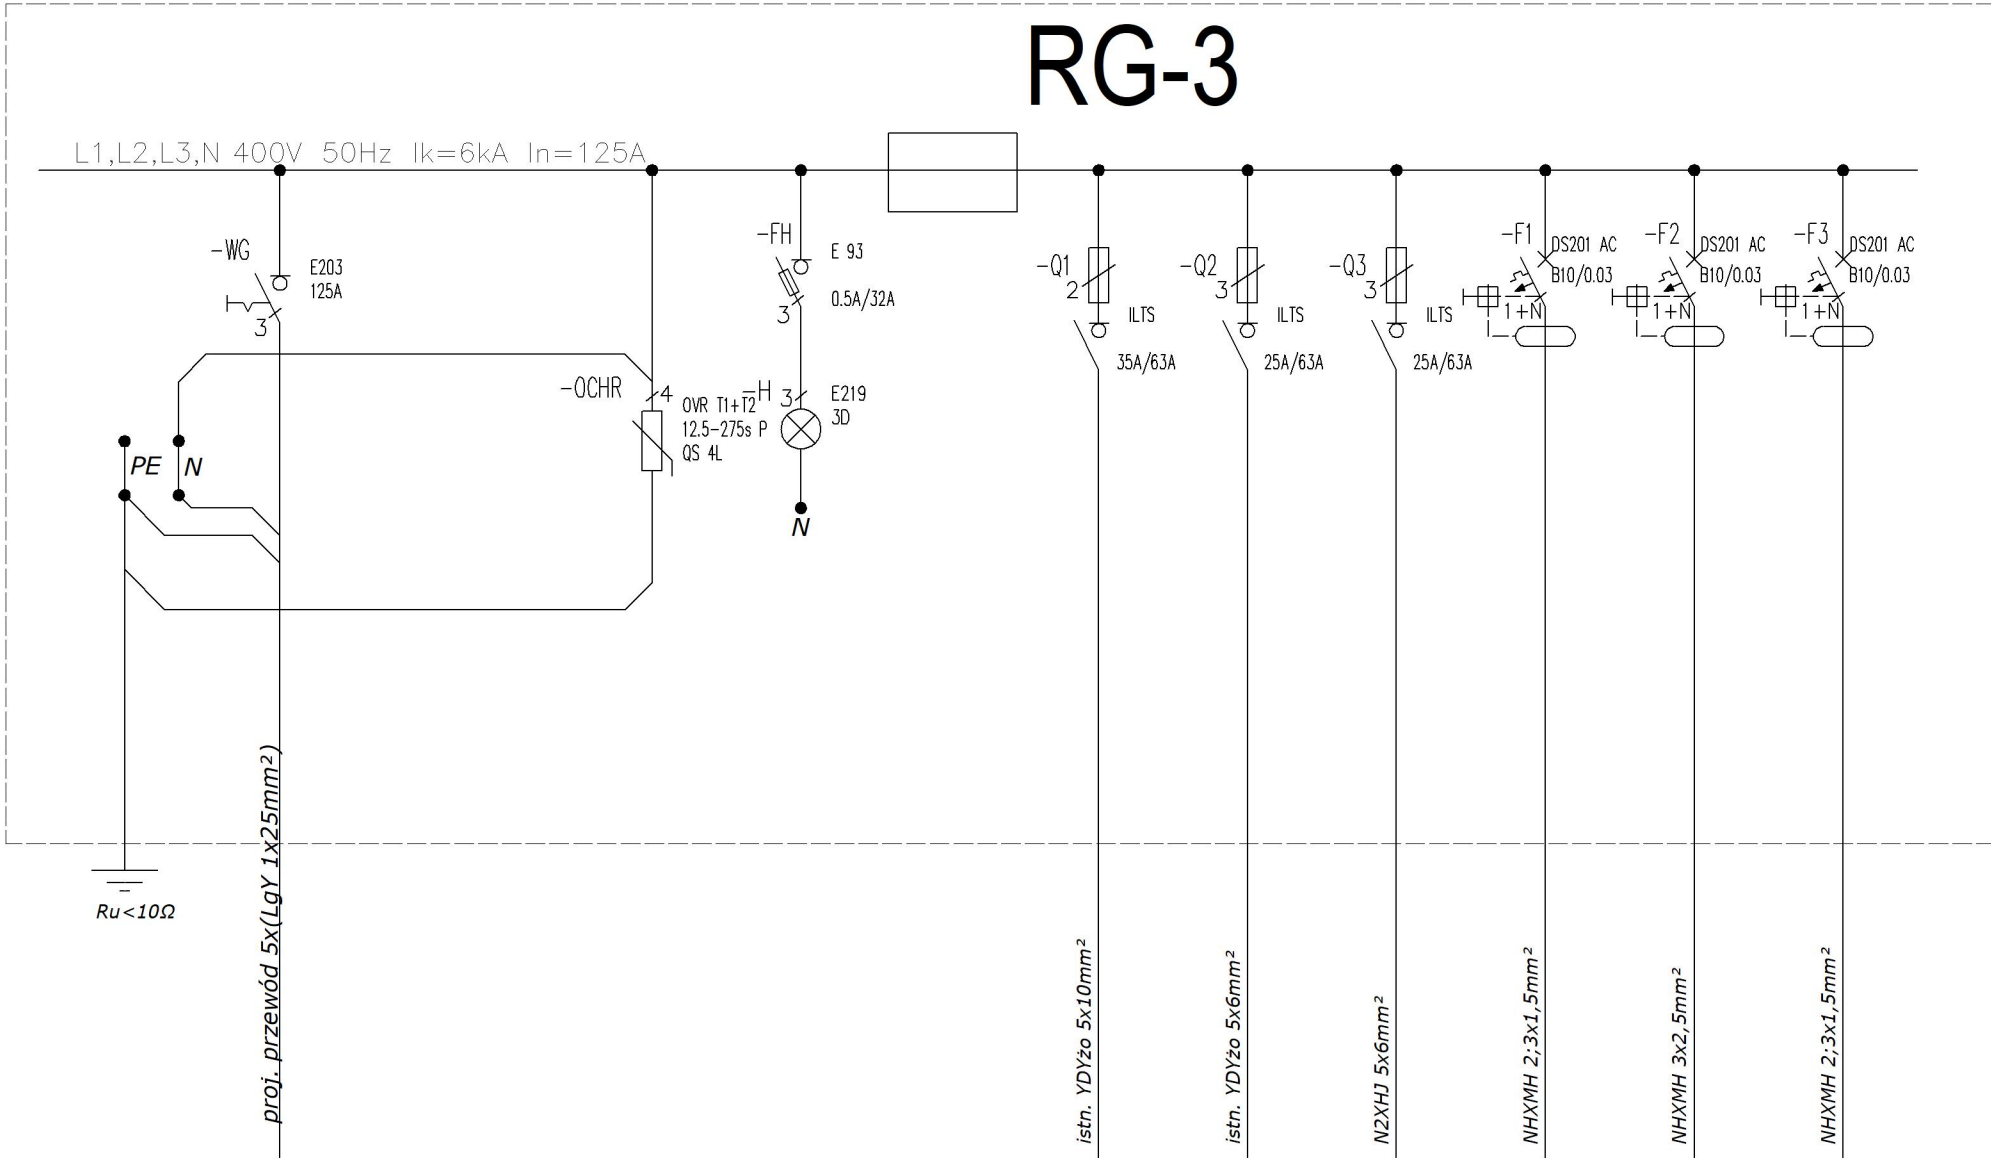 RG-3
L1,L2,L3,N 400V 50Hz Ik=6kA In=125A
-WG
E203
125A
3
-OCHR
4
OVR T1+T2
12.5-275s P
QS 4L
-FH
E 93
0.5A/32A
3
-H
3
E219
3D
N
PE
N
-Q1
2
ILTS
35A/63A
-Q2
3
ILTS
25A/63A
-Q3
3
ILTS
25A/63A
-F1
DS201 AC
B10/0.03
1+N
-F2
DS201 AC
B10/0.03
1+N
-F3
DS201 AC
B10/0.03
1+N
Ru<10Ω
proj. przewód 5x(LgY 1x25mm²)
istn. YDYżo 5x10mm²
istn. YDYżo 5x6mm²
N2XHJ 5x6mm²
NHXMH 2;3x1,5mm²
NHXMH 3x2,5mm²
NHXMH 2;3x1,5mm²